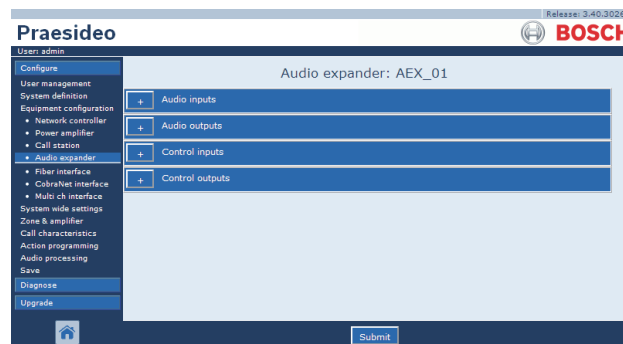 Release: 3.40.3026
Praesideo
BOSCH
User: admin
Configure
User management
System definition
Equipment configuration
• Network controller
• Power amplifier
• Call station
• Audio expander
• Fiber interface
• CobraNet interface
• Multi ch interface
System wide settings
Zone & amplifier
Call characteristics
Action programming
Audio processing
Save
Diagnose
Upgrade
Audio expander: AEX_01
+ Audio inputs
+ Audio outputs
+ Control inputs
+ Control outputs
Submit